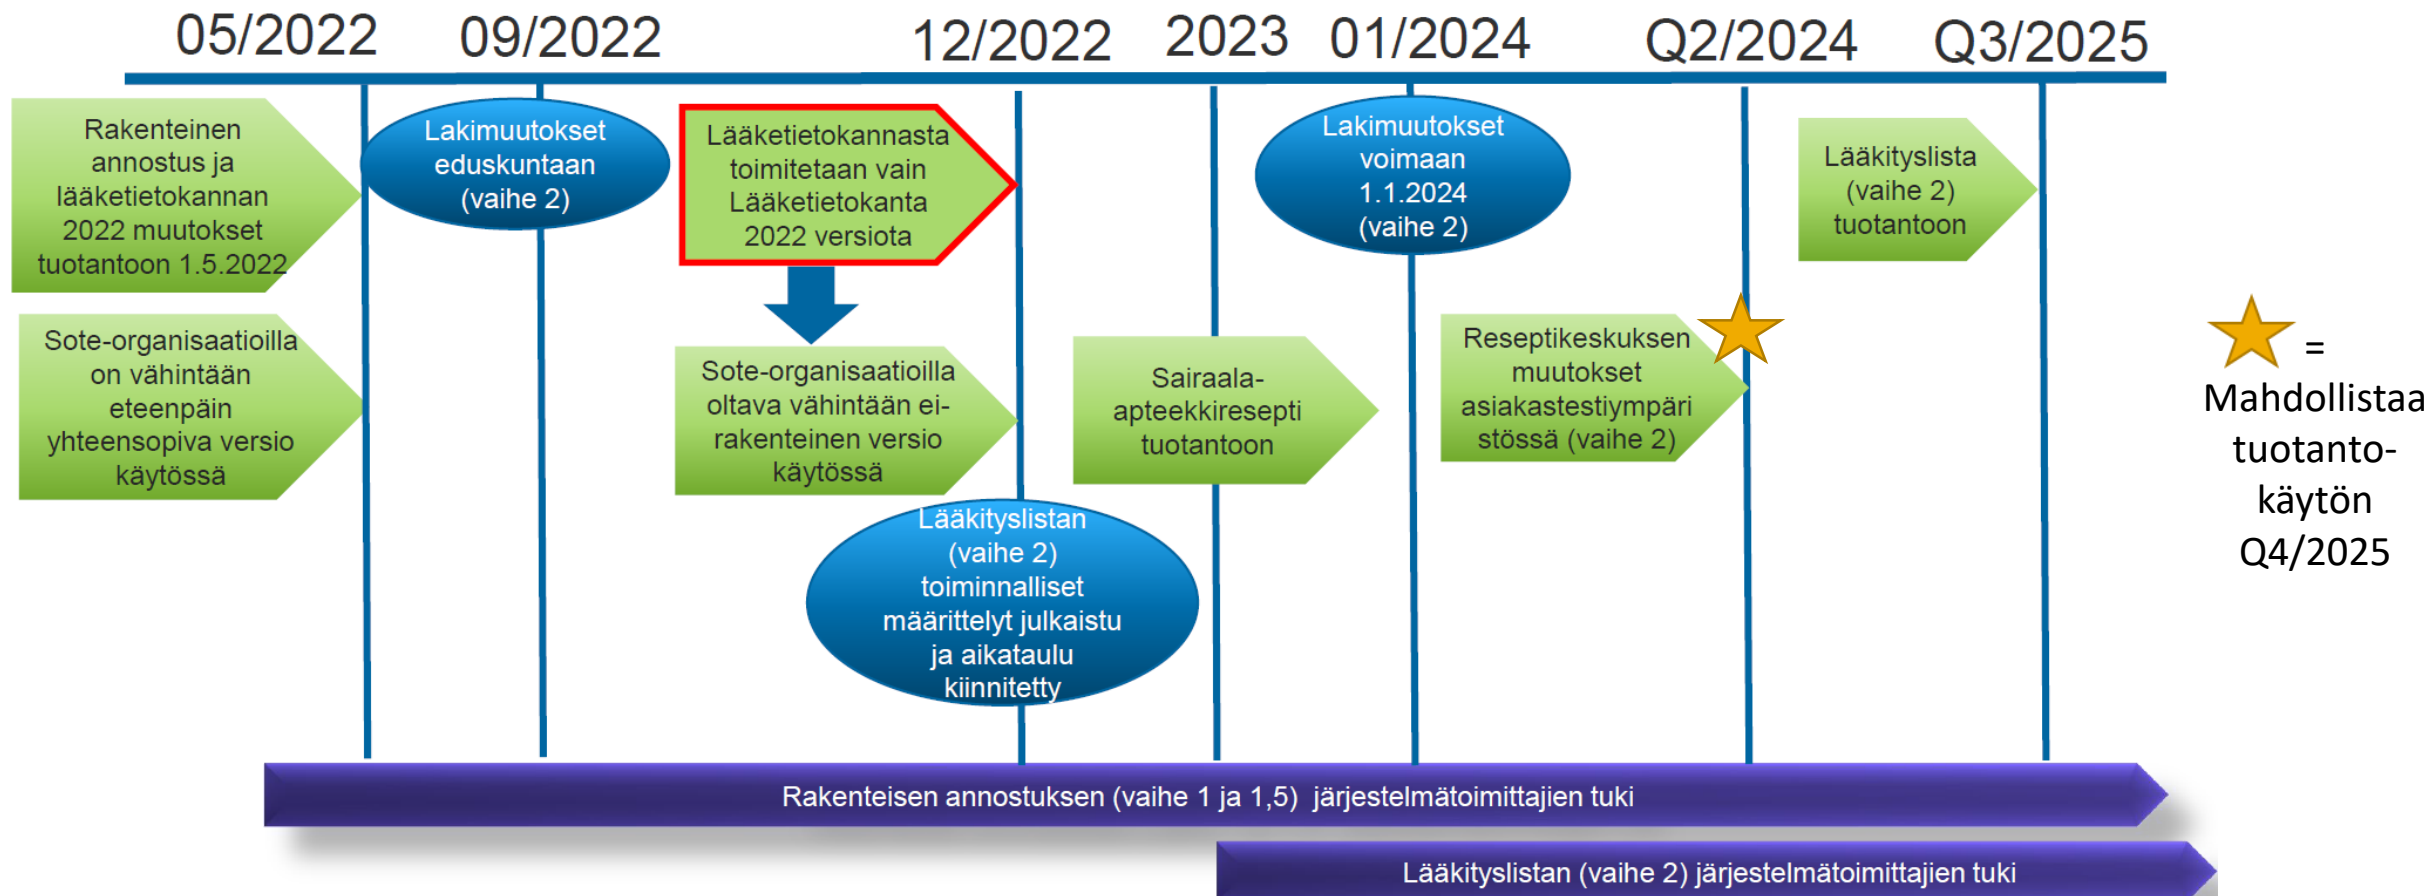 05/2022
09/2022
12/2022
2023
01/2024
Q2/2024
Q3/2025
Rakenteinen
annostus ja
lääketietokannan
2022 muutokset
tuotantoon 1.5.2022
Lakimuutokset
eduskuntaan
(vaihe 2)
Lääketietokannasta
toimitetaan vain
Lääketietokanta
2022 versiota
Lakimuutokset
voimaan
1.1.2024
(vaihe 2)
Lääkityslista
(vaihe 2)
tuotantoon
Sote-organisaatioilla
on vähintään
eteenpäin
yhteensopiva versio
käytössä
Sote-organisaatioilla
oltava vähintään ei-
rakenteinen versio
käytössä
Sairaala-
apteekkiresepti
tuotantoon
Reseptikeskuksen
muutokset
asiakastestiympäri
stössä (vaihe 2)
=
Mahdollistaa
tuotanto-
käytön
Q4/2025
Lääkityslistan
(vaihe 2)
toiminnalliset
määrittelyt julkaistu
ja aikataulu
kiinnitetty
Rakenteisen annostuksen (vaihe 1 ja 1,5) järjestelmätoimittajien tuki
Lääkityslistan (vaihe 2) järjestelmätoimittajien tuki